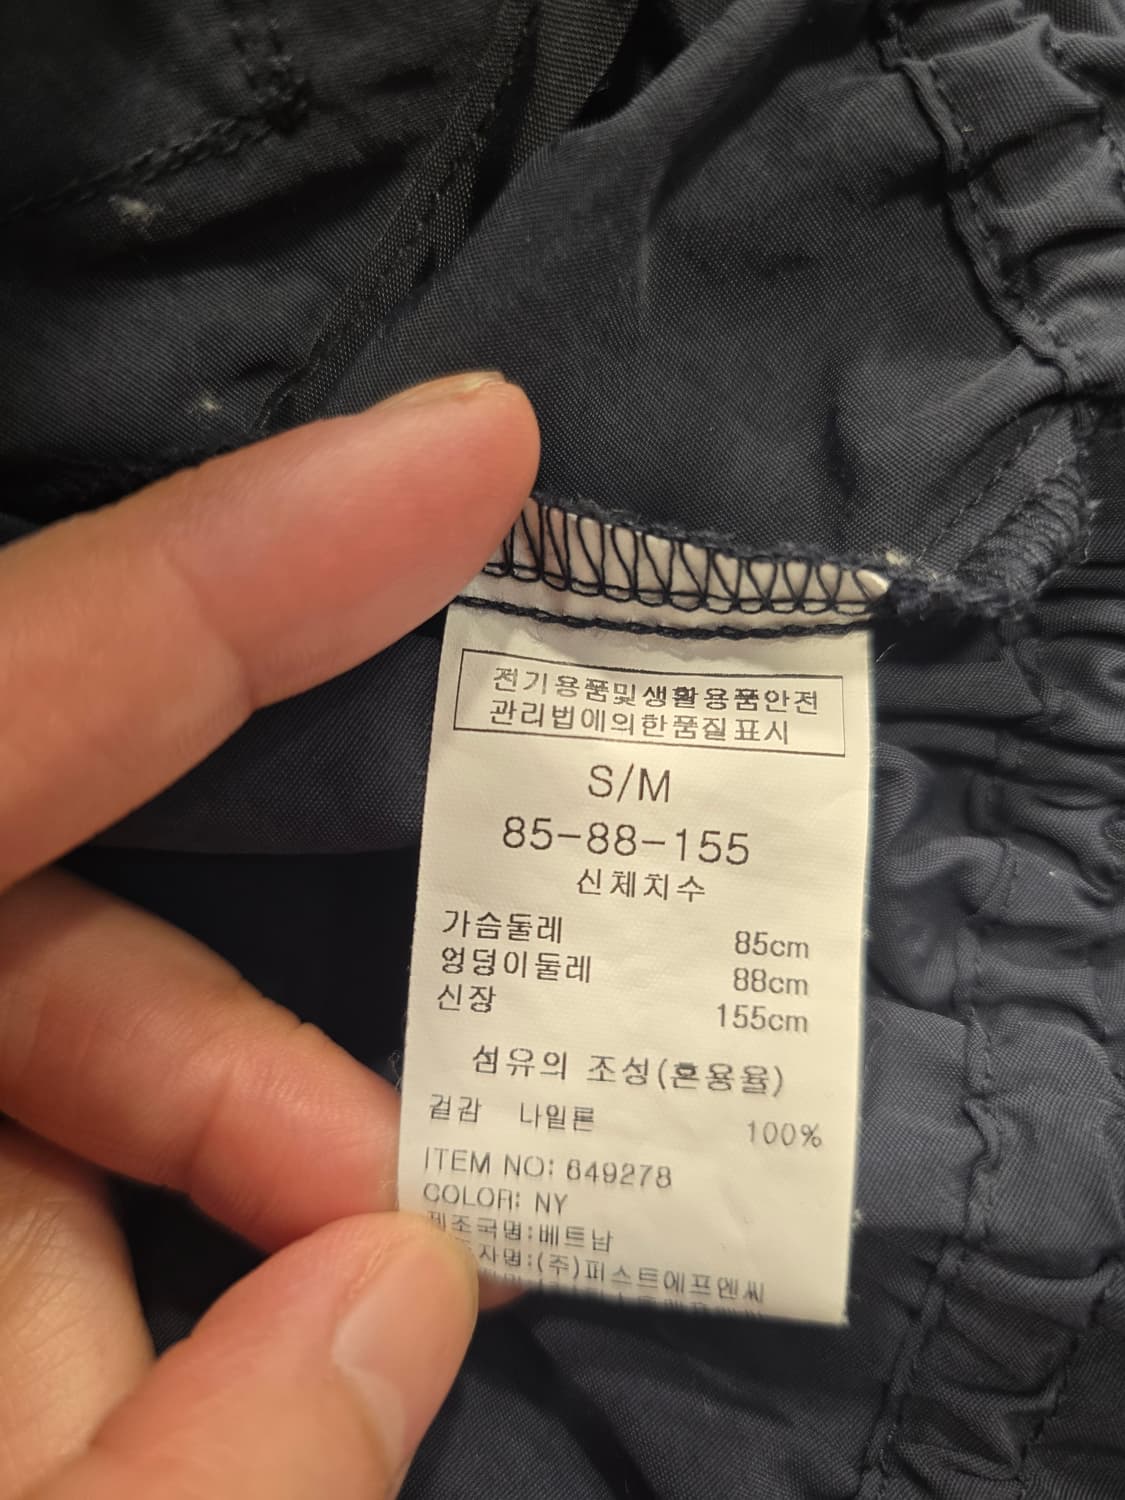 전기용품및생활용품안전
관리법에의한품질표시
S/M
85-88-155
신체치수
가슴둘레 85cm
엉덩이둘레 88cm
신장 155cm
섬유의 조성(혼용율)
겉감 나일론 100%
ITEM NO: 649278
COLOR: NY
제조국명:베트남
(주)퍼스트에프엔씨